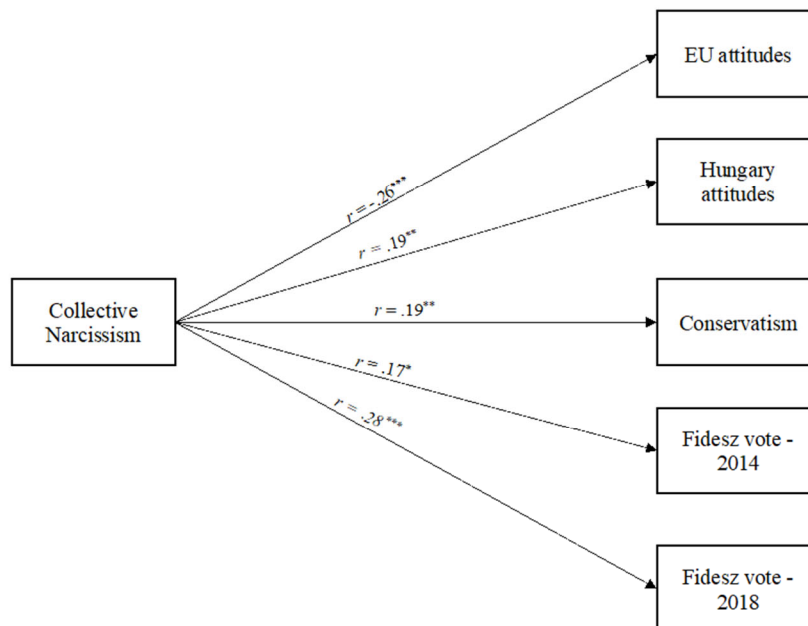 EU attitudes
Hungary
attitudes
r = -.26***
r = .19**
Collective
Narcissism
r = .19**
Conservatism
r = .17*
r = .28***
Fidesz vote -
2014
Fidesz vote -
2018